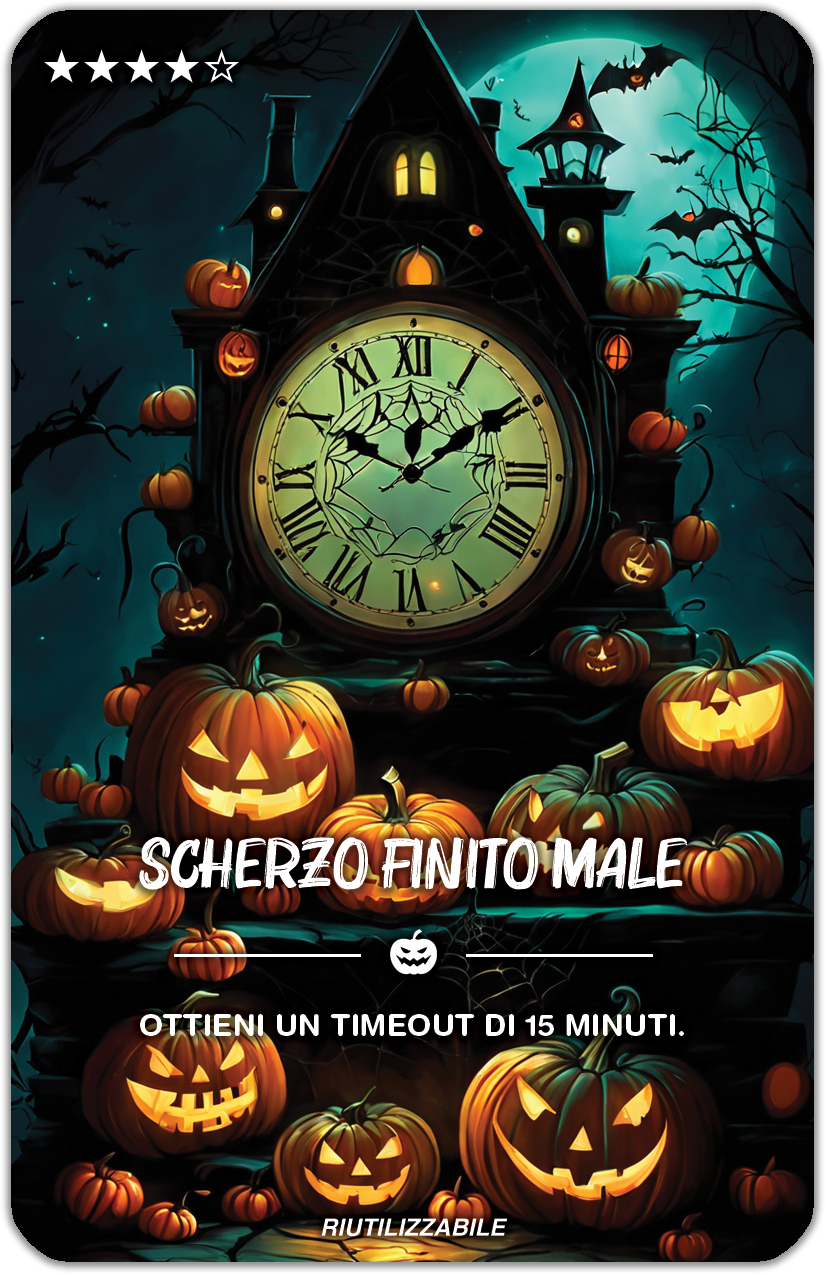 SCHERZO FINITO MALE
OTTIENI UN TIMEOUT DI 15 MINUTI.
RIUTILIZZABILE